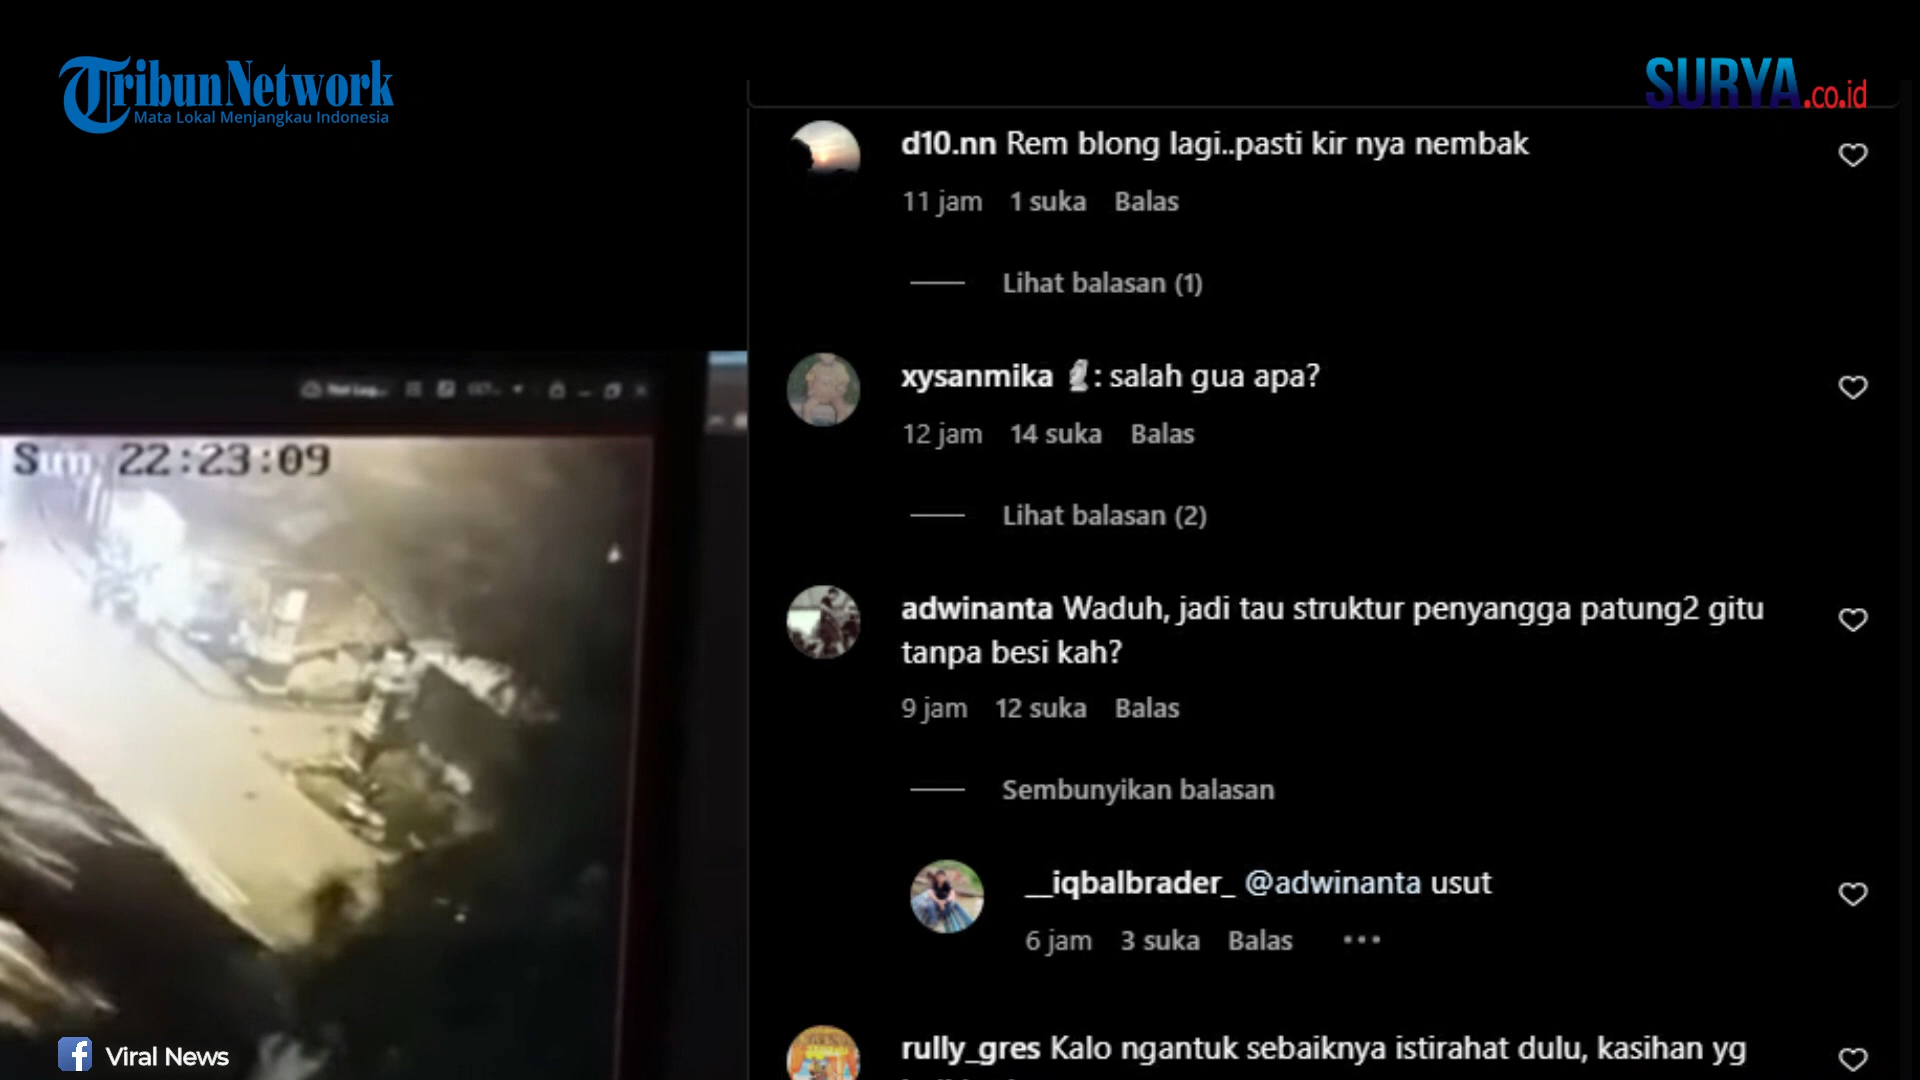 TribunNetwork
Mata Lokal Menjangkau Indonesia
SURYA.co.id
d10.nn Rem blong lagi..pasti kir nya nembak
11 jam 1 suka Balas
Lihat balasan (1)
xysanmika 🗿: salah gua apa?
12 jam 14 suka Balas
Lihat balasan (2)
Sun 22:23:09
adwinanta Waduh, jadi tau struktur penyangga patung2 gitu
tanpa besi kah?
9 jam 12 suka Balas
Sembunyikan balasan
__iqbalbrader_ @adwinanta usut
6 jam 3 suka Balas
rully_gres Kalo ngantuk sebaiknya istirahat dulu, kasihan yg
Viral News